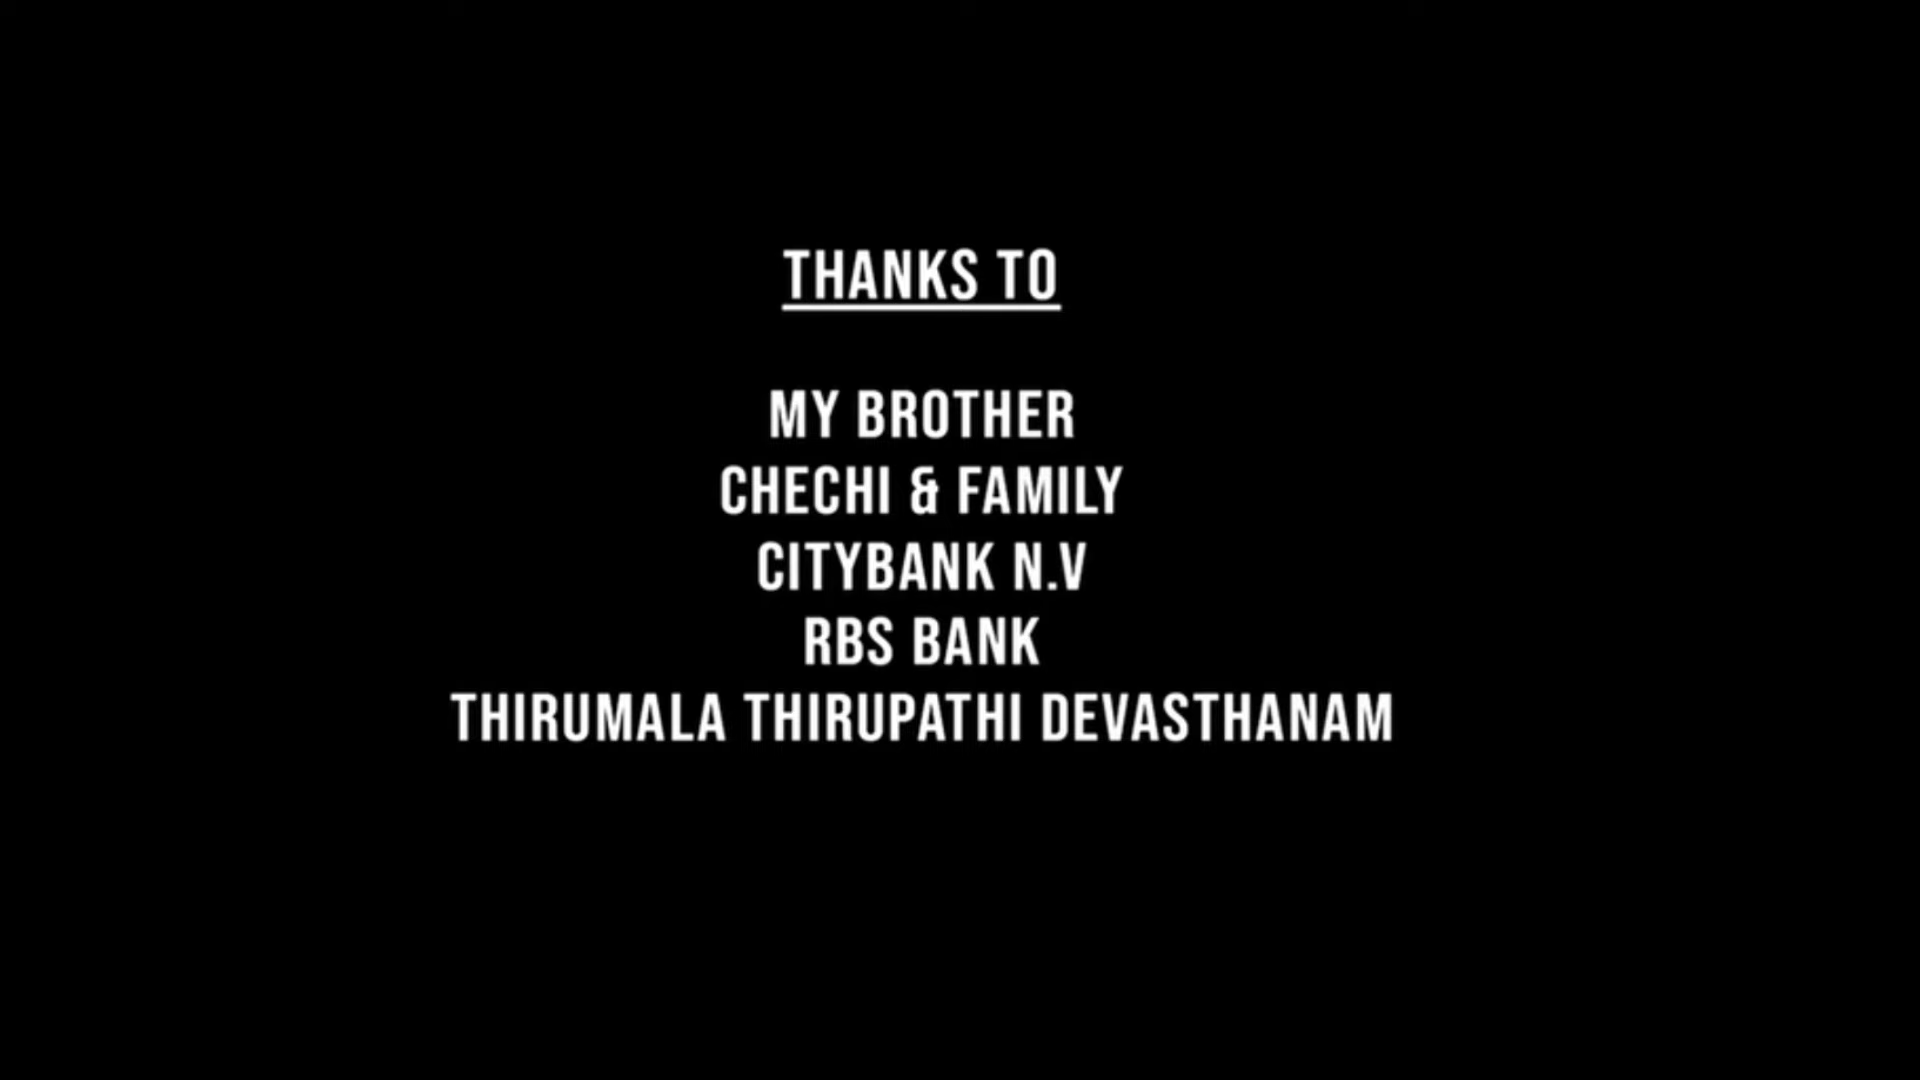 THANKS TO
MY BROTHER
CHECHI & FAMILY
CITYBANK N.V
RBS BANK
THIRUMALA THIRUPATHI DEVASTHANAM